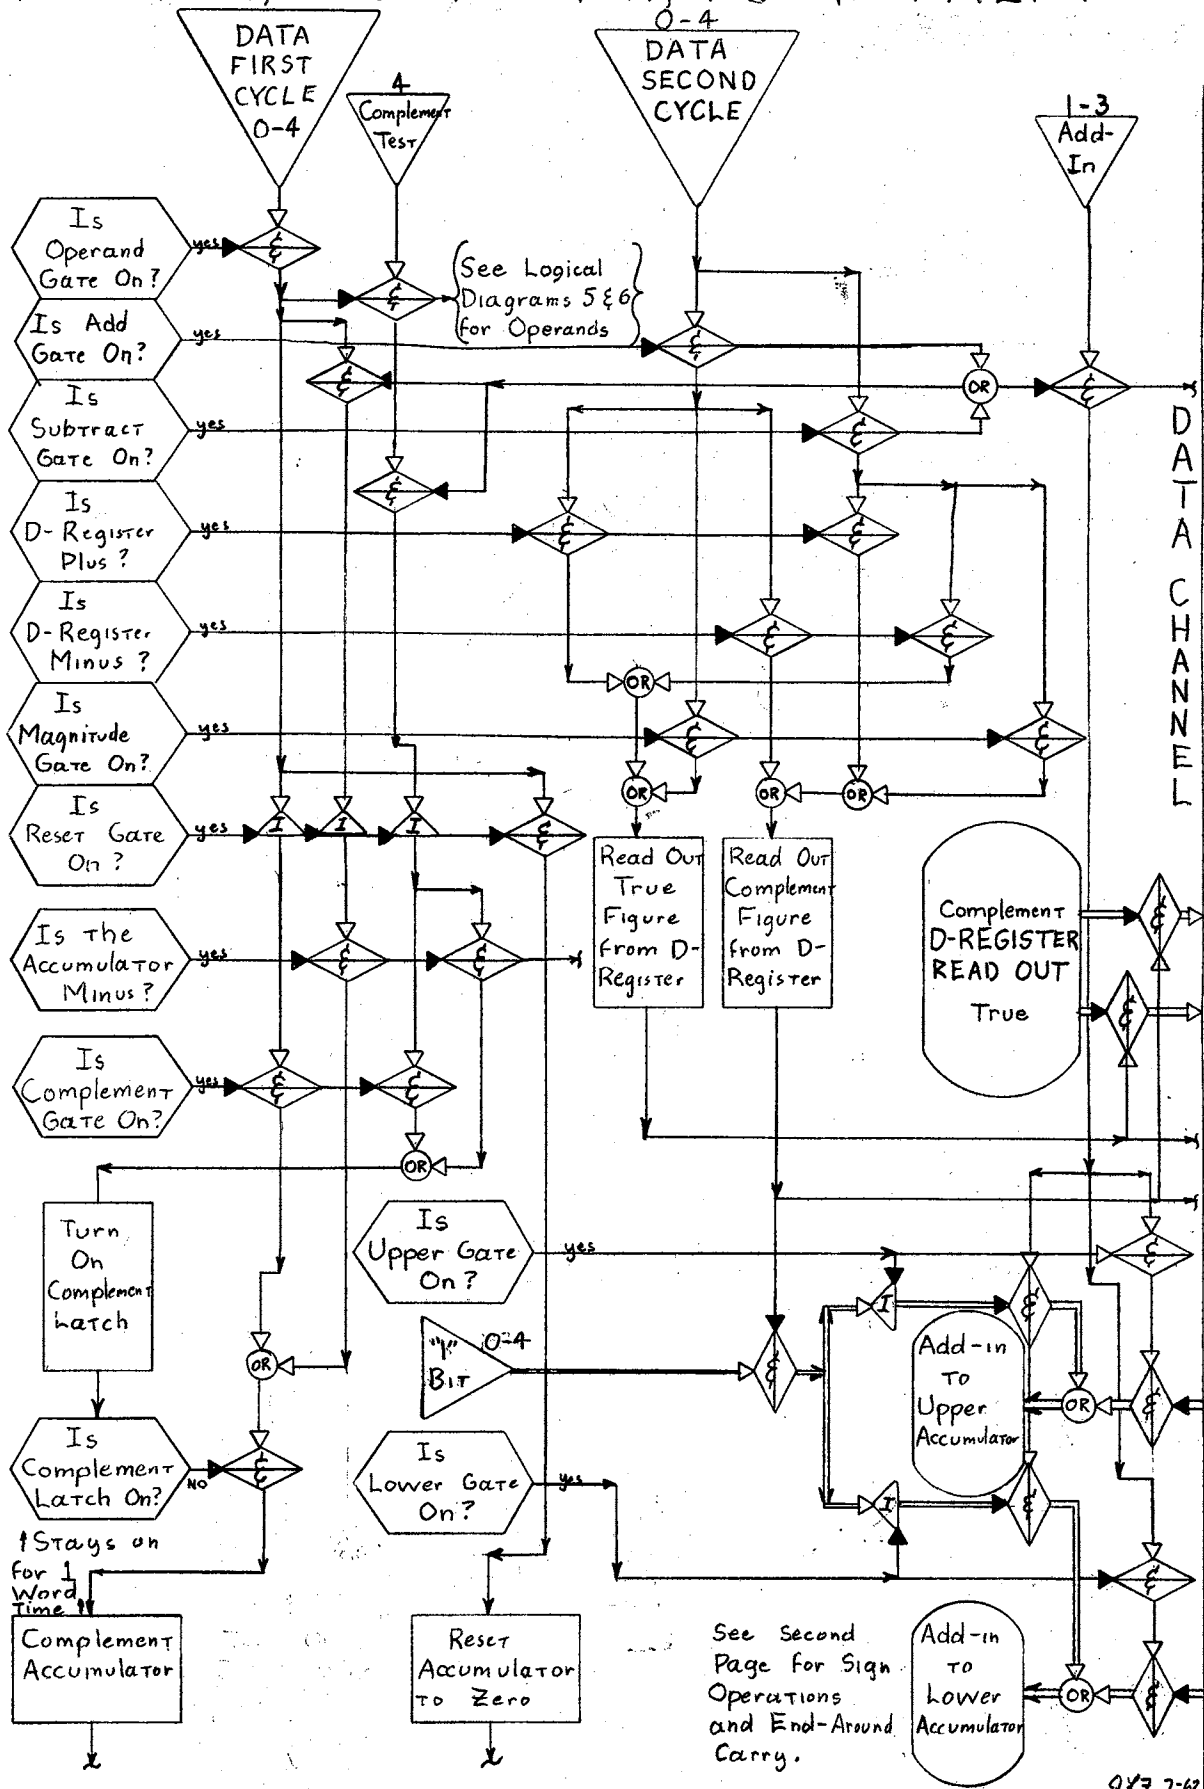 0-4
DATA
FIRST
CYCLE
0-4
4
Complement
Test
DATA
SECOND
CYCLE
1-3
Add-
In
Is
Operand
Gate On?
yes
&
&
{See Logical
Diagrams 5 & 6
for Operands}
Is Add
Gate On?
yes
&
&
OR
&
Is
Subtract
Gate On?
yes
&
&
Is
D-Register
Plus?
yes
&
&
Is
D-Register
Minus?
yes
&
&
OR
Is
Magnitude
Gate On?
yes
&
&
OR
OR
OR
DATA CHANNEL
Is
Reset Gate
On?
yes
I
I
I
&
Read Out
True
Figure
from D-
Register
Read Out
Complement
Figure
from D-
Register
Complement
D-REGISTER
READ OUT
True
&
&
Is The
Accumulator
Minus?
yes
&
&
Is
Complement
Gate On?
yes
&
&
OR
Turn
On
Complement
Latch
Is
Upper Gate
On?
yes
&
I
&
"1"
Bit
0-4
&
OR
Add-in
To
Upper
Accumulator
OR
&
Is
Complement
Latch On?
NO
&
Is
Lower Gate
On?
yes
I
&
&
Stays on
for 1
Word
Time
Complement
Accumulator
Reset
Accumulator
To Zero
See Second
Page for Sign
Operations
and End-Around
Carry.
Add-in
To
Lower
Accumulator
OR
&